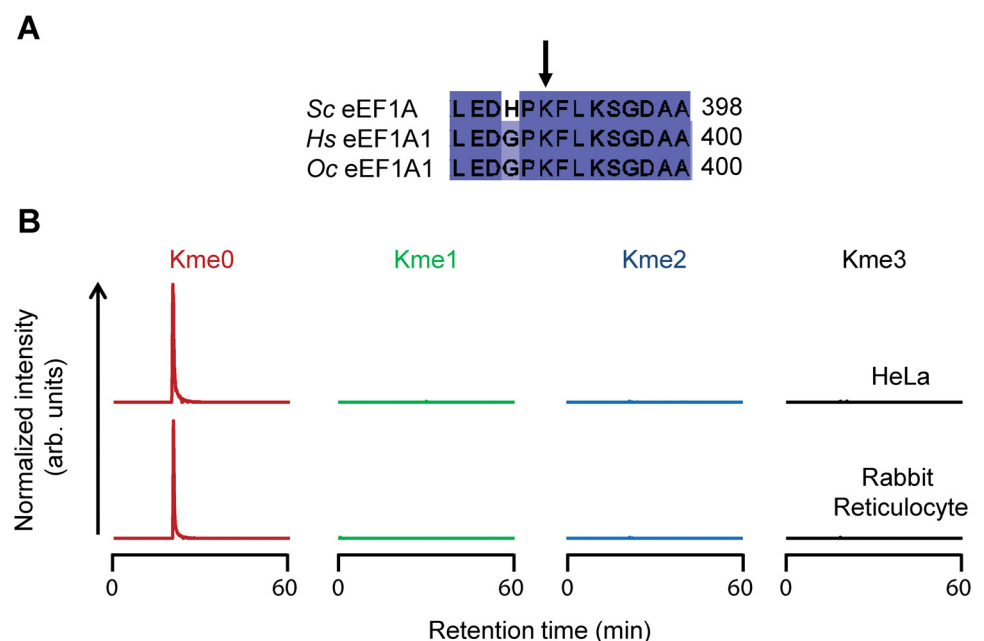 A
Sc eEF1A LEDHPKFLKSGDAA 398
Hs eEF1A1 LEDGPKFLKSGDAA 400
Oc eEF1A1 LEDGPKFLKSGDAA 400
B
Kme0 Kme1 Kme2 Kme3
Normalized intensity
(arb. units)
HeLa
Rabbit
Reticulocyte
0 60 0 60 0 60 0 60
Retention time (min)